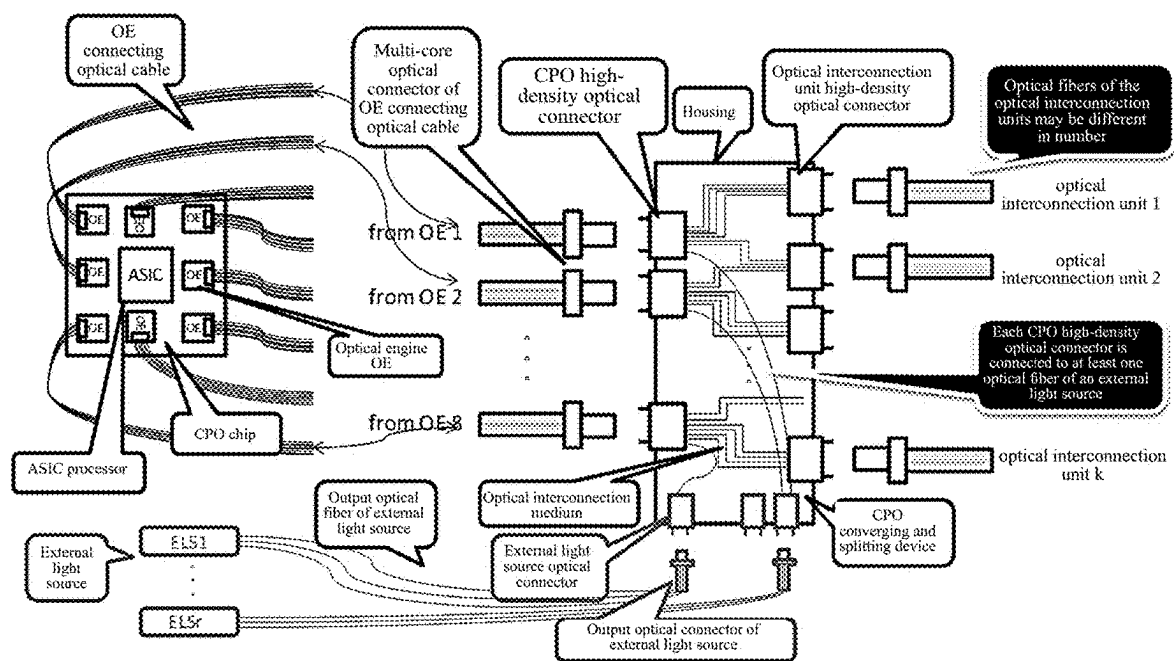 OE
connecting
optical cable
Multi-core
optical
connector of
OE connecting
optical cable
CPO high-
density optical
connector
Housing
Optical interconnection
unit high-density
optical connector
Optical fibers of the
optical interconnection
units may be different
in number
optical
interconnection unit 1
OE
OE
OE
from OE 1
OE
ASIC
OE
from OE 2
optical
interconnection unit 2
OE
OE
OE
Optical engine
OE
Each CPO high-density
optical connector is
connected to at least one
optical fiber of an external
light source
CPO chip
from OE 8
ASIC processor
optical interconnection
unit k
Output optical
fiber of external
light source
Optical interconnection
medium
CPO
converging and
splitting device
External
light
source
ELS1
External light
source optical
connector
ELSr
Output optical connector of
external light source